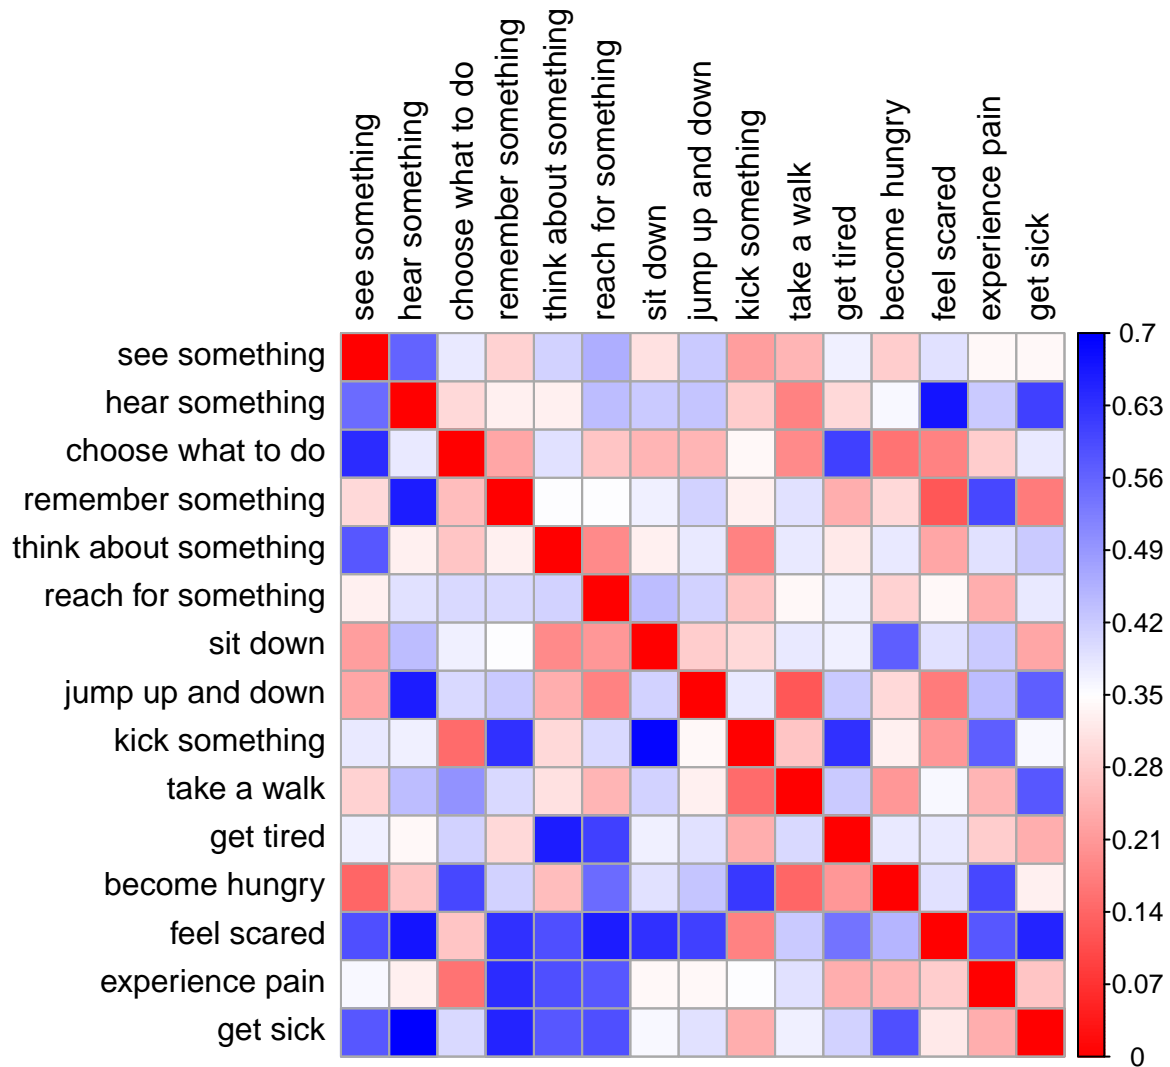 see something
hear something
choose what to do
remember something
think about something
reach for something
sit down
jump up and down
kick something
take a walk
get tired
become hungry
feel scared
experience pain
get sick
see something
hear something
choose what to do
remember something
think about something
reach for something
sit down
jump up and down
kick something
take a walk
get tired
become hungry
feel scared
experience pain
get sick
0.7
0.63
0.56
0.49
0.42
0.35
0.28
0.21
0.14
0.07
0